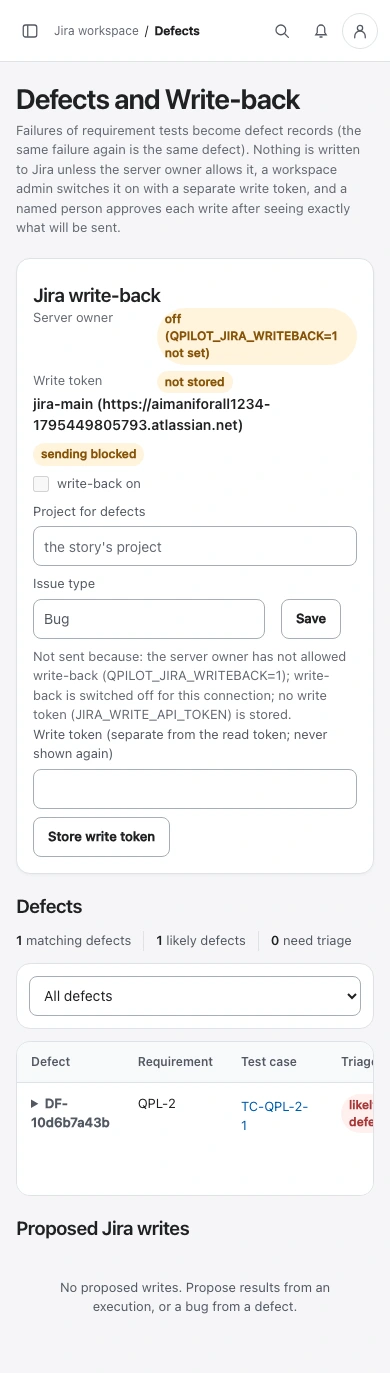 Jira workspace / Defects
Defects and Write-back
Failures of requirement tests become defect records (the
same failure again is the same defect). Nothing is written
to Jira unless the server owner allows it, a workspace
admin switches it on with a separate write token, and a
named person approves each write after seeing exactly
what will be sent.
Jira write-back
Server owner
off
(QPILOT_JIRA_WRITEBACK=1
not set)
Write token
not stored
jira-main (https://aimaniforall1234-
1795449805793.atlassian.net)
sending blocked
write-back on
Project for defects
the story's project
Issue type
Bug
Save
Not sent because: the server owner has not allowed
write-back (QPILOT_JIRA_WRITEBACK=1); write-
back is switched off for this connection; no write
token (JIRA_WRITE_API_TOKEN) is stored.
Write token (separate from the read token; never
shown again)
Store write token
Defects
1 matching defects
1 likely defects
0 need triage
All defects
Defect Requirement Test case
DF-
10d6b7a43b
QPL-2
TC-QPL-2-
1
Proposed Jira writes
No proposed writes. Propose results from an
execution, or a bug from a defect.